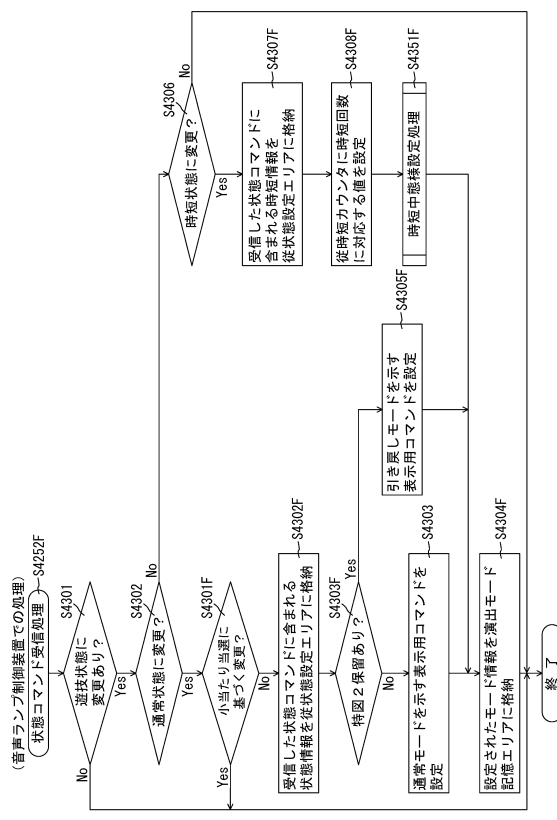 (音声ランプ制御装置での処理)
状態コマンド受信処理
S4252F
S4301
遊技状態に
変更あり?
No
Yes
S4302
通常状態に変更?
No
Yes
S4301F
小当たり当選に
基づく変更?
Yes
No
S4302F
受信した状態コマンドに含まれる
状態情報を従状態設定エリアに格納
S4303F
特図2保留あり?
Yes
No
S4303
通常モードを示す表示用コマンドを
設定
S4304F
設定されたモード情報を演出モード
記憶エリアに格納
終了
S4305F
引き戻しモードを示す
表示用コマンドを設定
S4306
時短状態に変更?
No
Yes
S4307F
受信した状態コマンドに
含まれる時短情報を
従状態設定エリアに格納
S4308F
従時短カウンタに時短回数
に対応する値を設定
S4351F
時短中態様設定処理